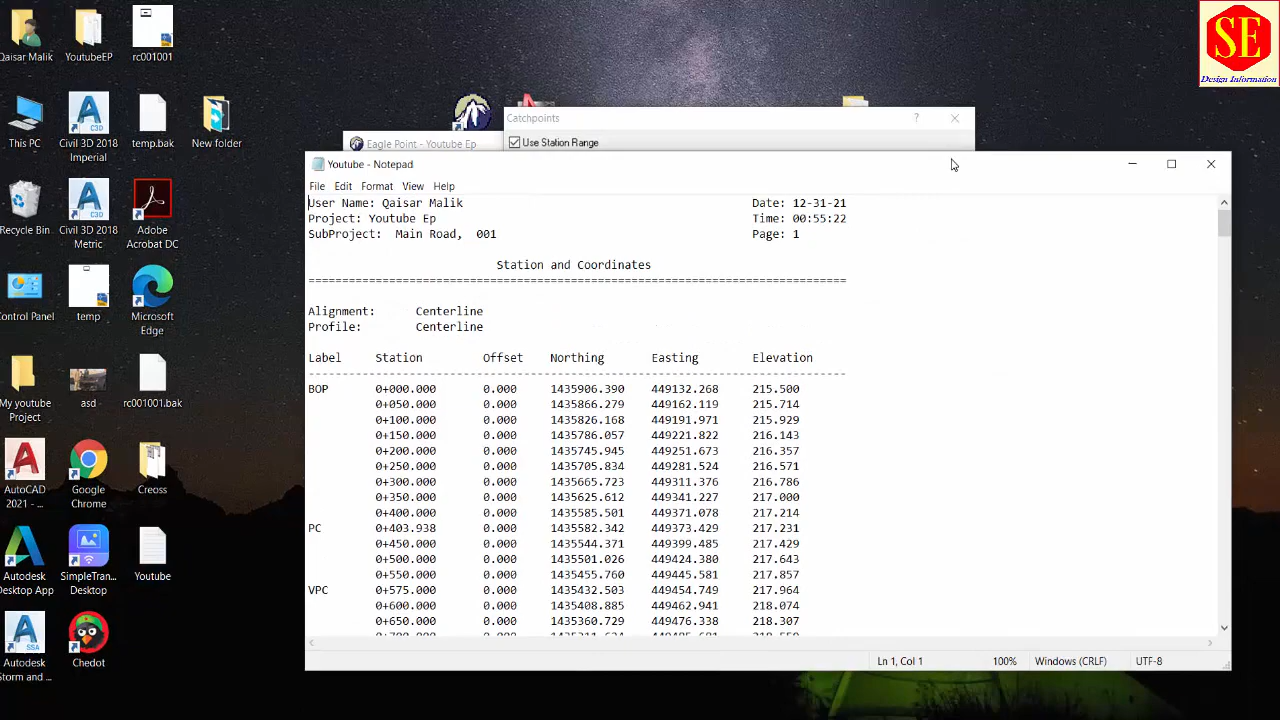 Qaisar Malik
YoutubeEP
rc001001
This PC
Civil 3D 2018
Imperial
temp.bak
New folder
Recycle Bin
Civil 3D 2018
Metric
Adobe
Acrobat DC
Control Panel
temp
Microsoft
Edge
My youtube
Project
asd
rc001001.bak
AutoCAD
2021 - ...
Google
Chrome
Creoss
Autodesk
Desktop App
SimpleTran...
Desktop
Youtube
Autodesk
Storm and ...
Chedot
SE
Design Information
Catchpoints
?
Eagle Point - Youtube Ep
Use Station Range
Youtube - Notepad
File Edit Format View Help
User Name: Qaisar Malik Date: 12-31-21
Project: Youtube Ep Time: 00:55:22
SubProject: Main Road, 001 Page: 1
Station and Coordinates
================================================================================
Alignment: Centerline
Profile: Centerline
Label Station Offset Northing Easting Elevation
--------------------------------------------------------------------------------
BOP 0+000.000 0.000 1435906.390 449132.268 215.500
0+050.000 0.000 1435866.279 449162.119 215.714
0+100.000 0.000 1435826.168 449191.971 215.929
0+150.000 0.000 1435786.057 449221.822 216.143
0+200.000 0.000 1435745.945 449251.673 216.357
0+250.000 0.000 1435705.834 449281.524 216.571
0+300.000 0.000 1435665.723 449311.376 216.786
0+350.000 0.000 1435625.612 449341.227 217.000
0+400.000 0.000 1435585.501 449371.078 217.214
PC 0+403.938 0.000 1435582.342 449373.429 217.231
0+450.000 0.000 1435544.371 449399.485 217.429
0+500.000 0.000 1435501.026 449424.380 217.643
0+550.000 0.000 1435455.760 449445.581 217.857
VPC 0+575.000 0.000 1435432.503 449454.749 217.964
0+600.000 0.000 1435408.885 449462.941 218.074
0+650.000 0.000 1435360.729 449476.338 218.307
Ln 1, Col 1 100% Windows (CRLF) UTF-8